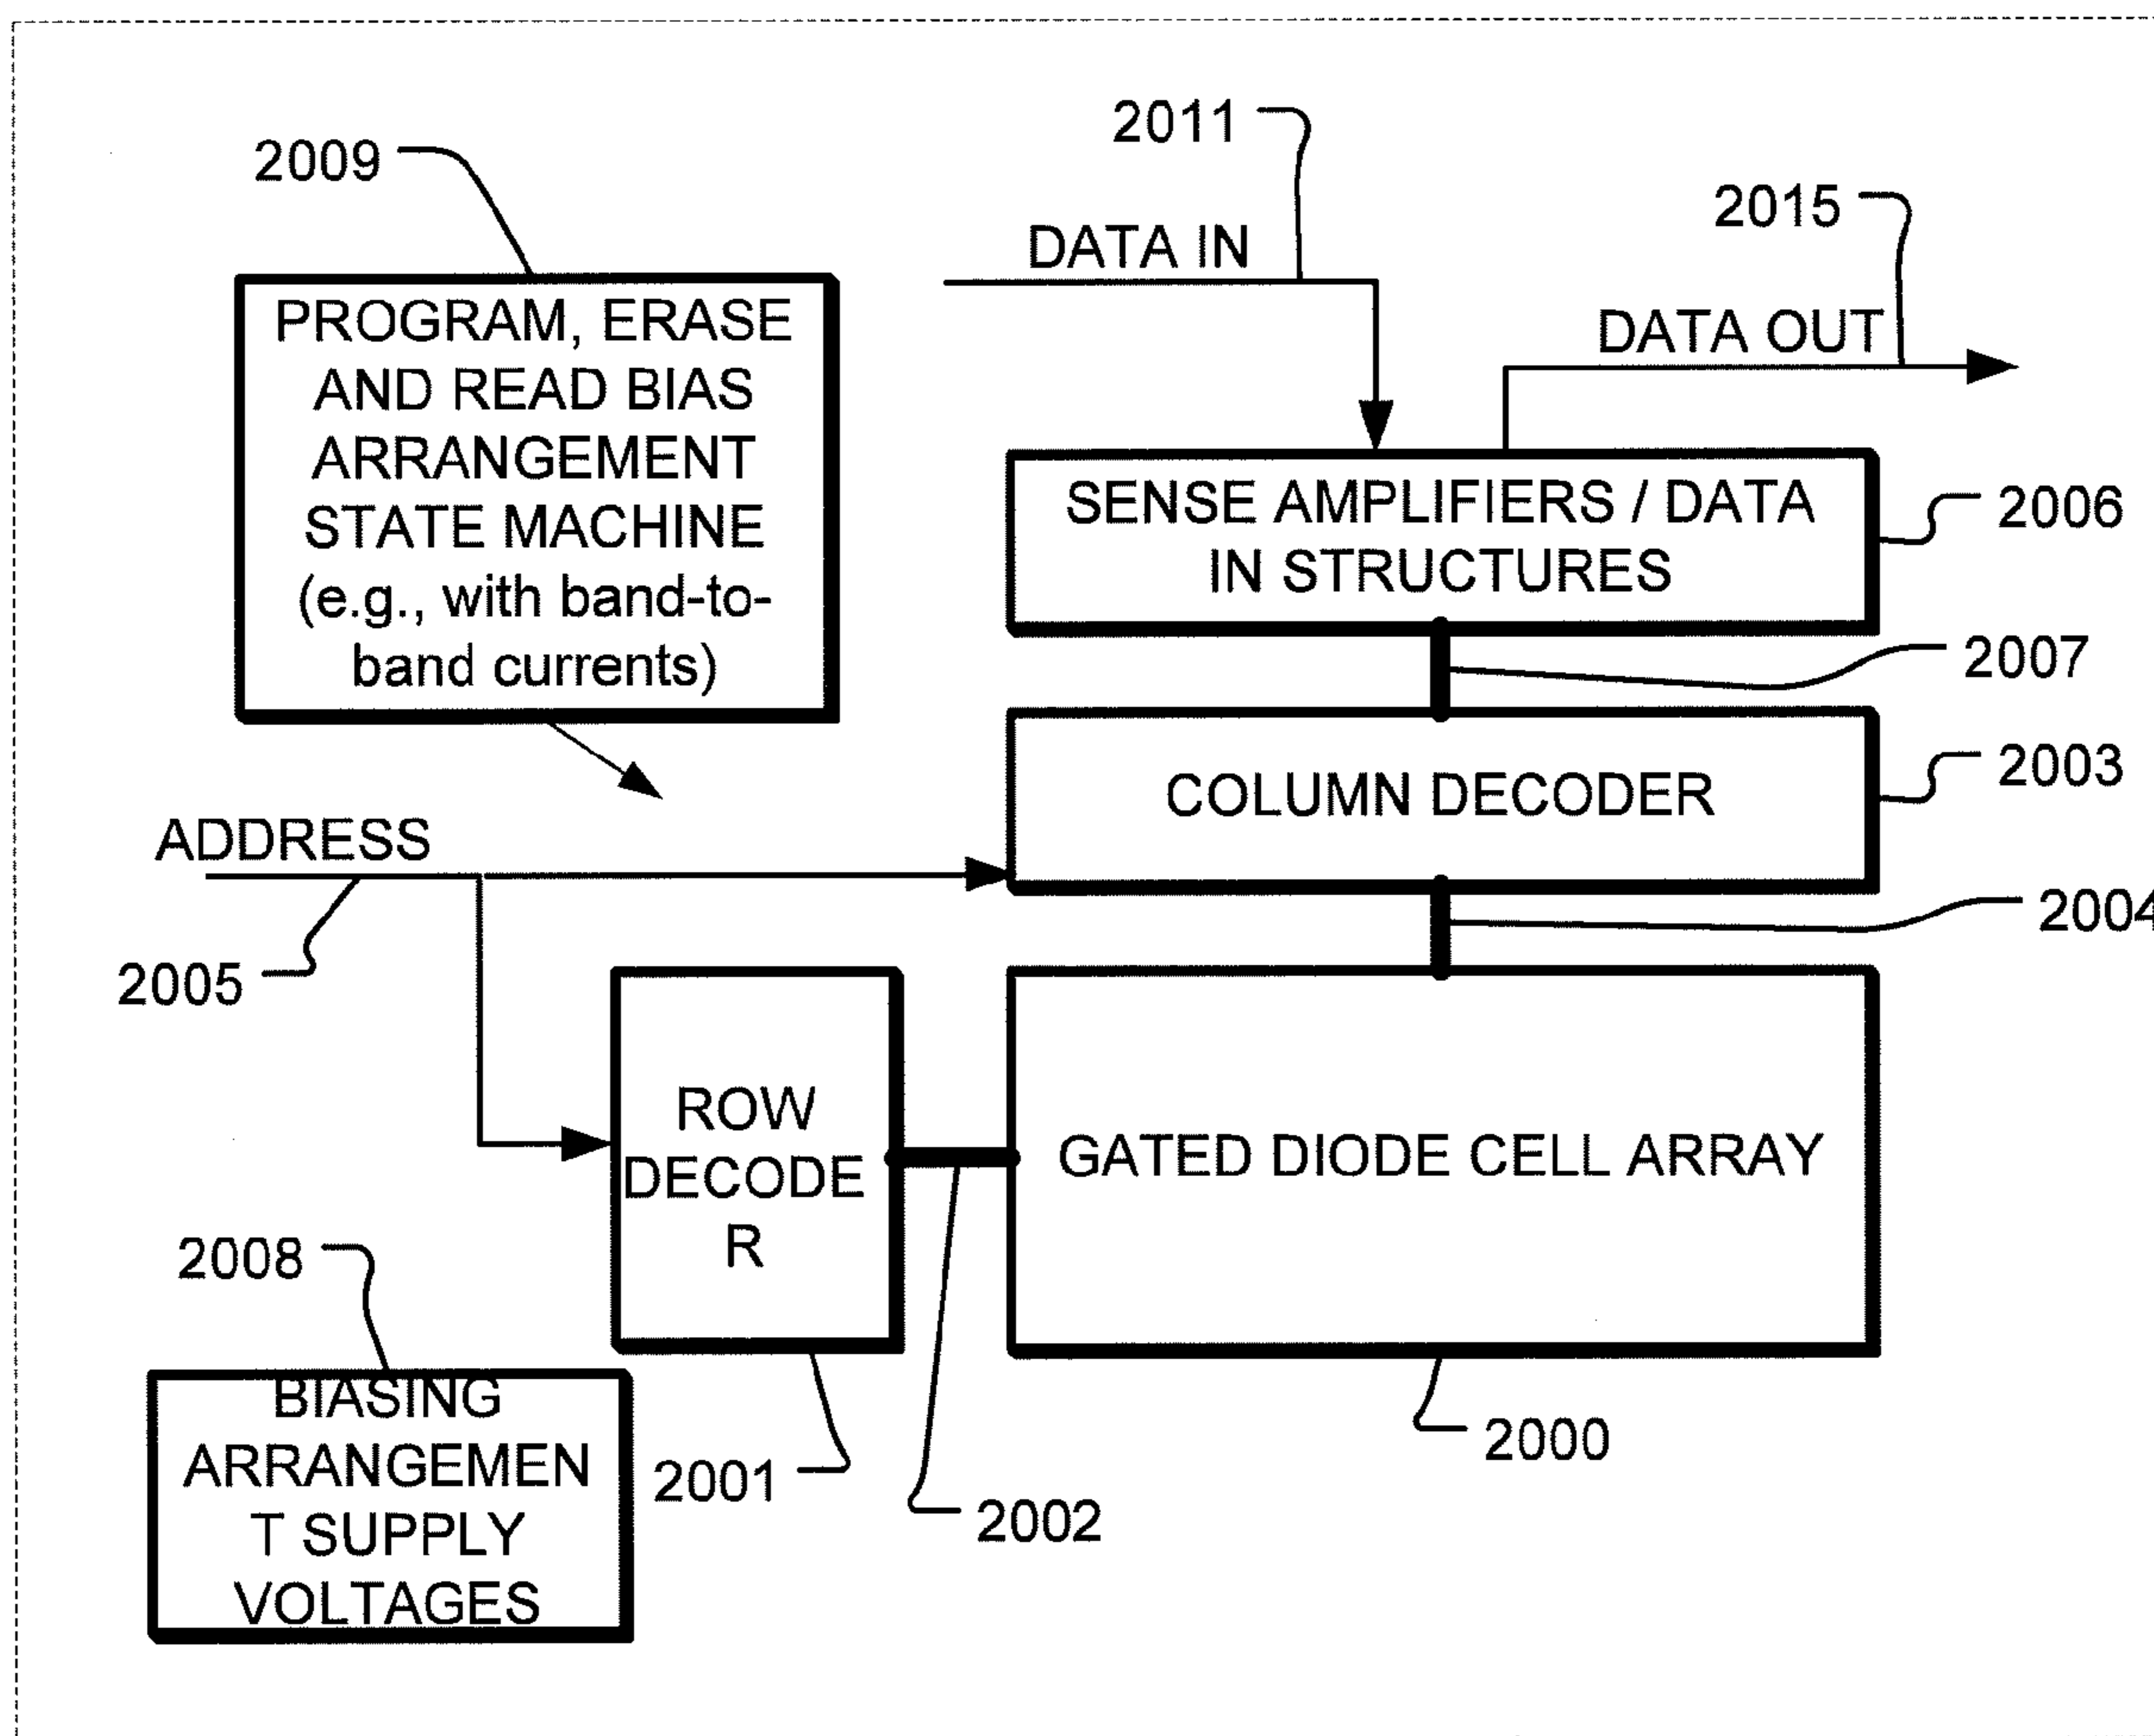 2011
2009
2015
DATA IN
PROGRAM, ERASE
AND READ BIAS
ARRANGEMENT
STATE MACHINE
(e.g., with band-to-
band currents)
DATA OUT
SENSE AMPLIFIERS / DATA
IN STRUCTURES
2006
2007
COLUMN DECODER
2003
ADDRESS
2004
2005
ROW
DECODE
R
GATED DIODE CELL ARRAY
2008
BIASING
ARRANGEMEN
T SUPPLY
VOLTAGES
2001
2002
2000